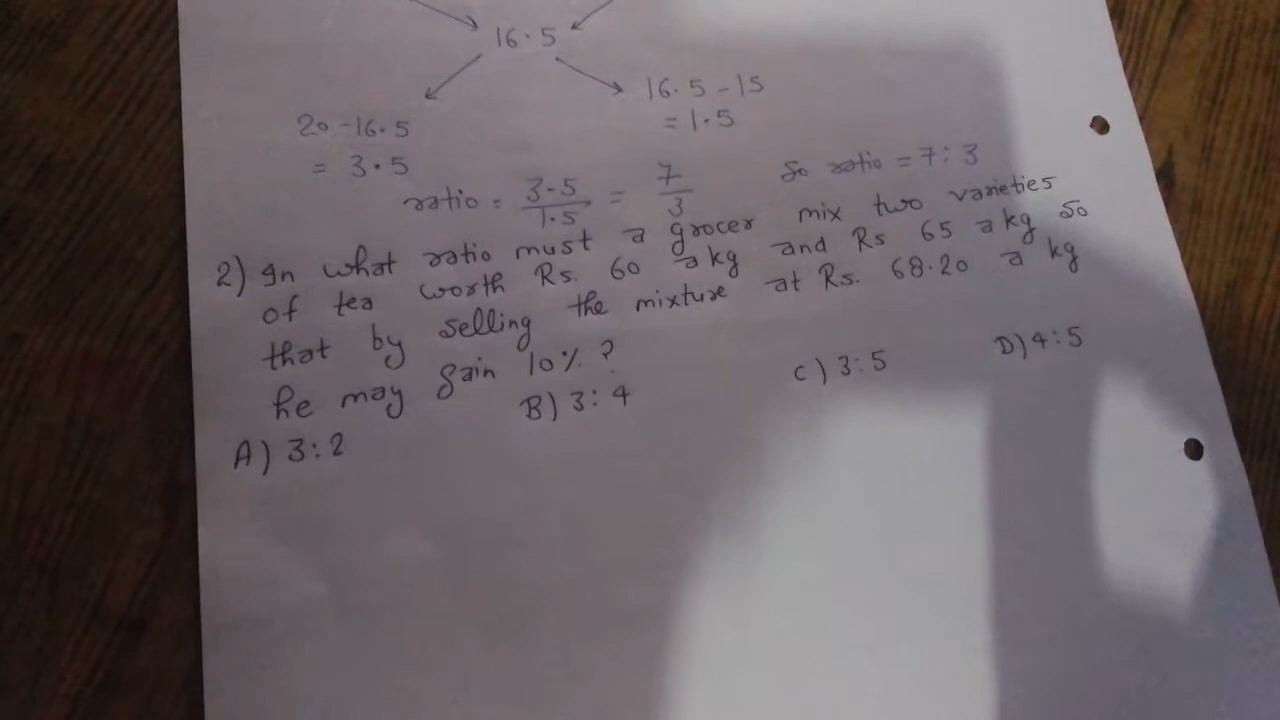 16.5
20-16.5
= 3.5
16.5-15
= 1.5
ratio = 3.5/1.5 = 7/3
So ratio = 7:3
2) In what ratio must a grocer mix two varieties
of tea worth Rs. 60 a kg and Rs 65 a kg so
that by selling the mixture at Rs. 68.20 a kg
he may gain 10% ?
A) 3:2 B) 3:4 C) 3:5 D) 4:5